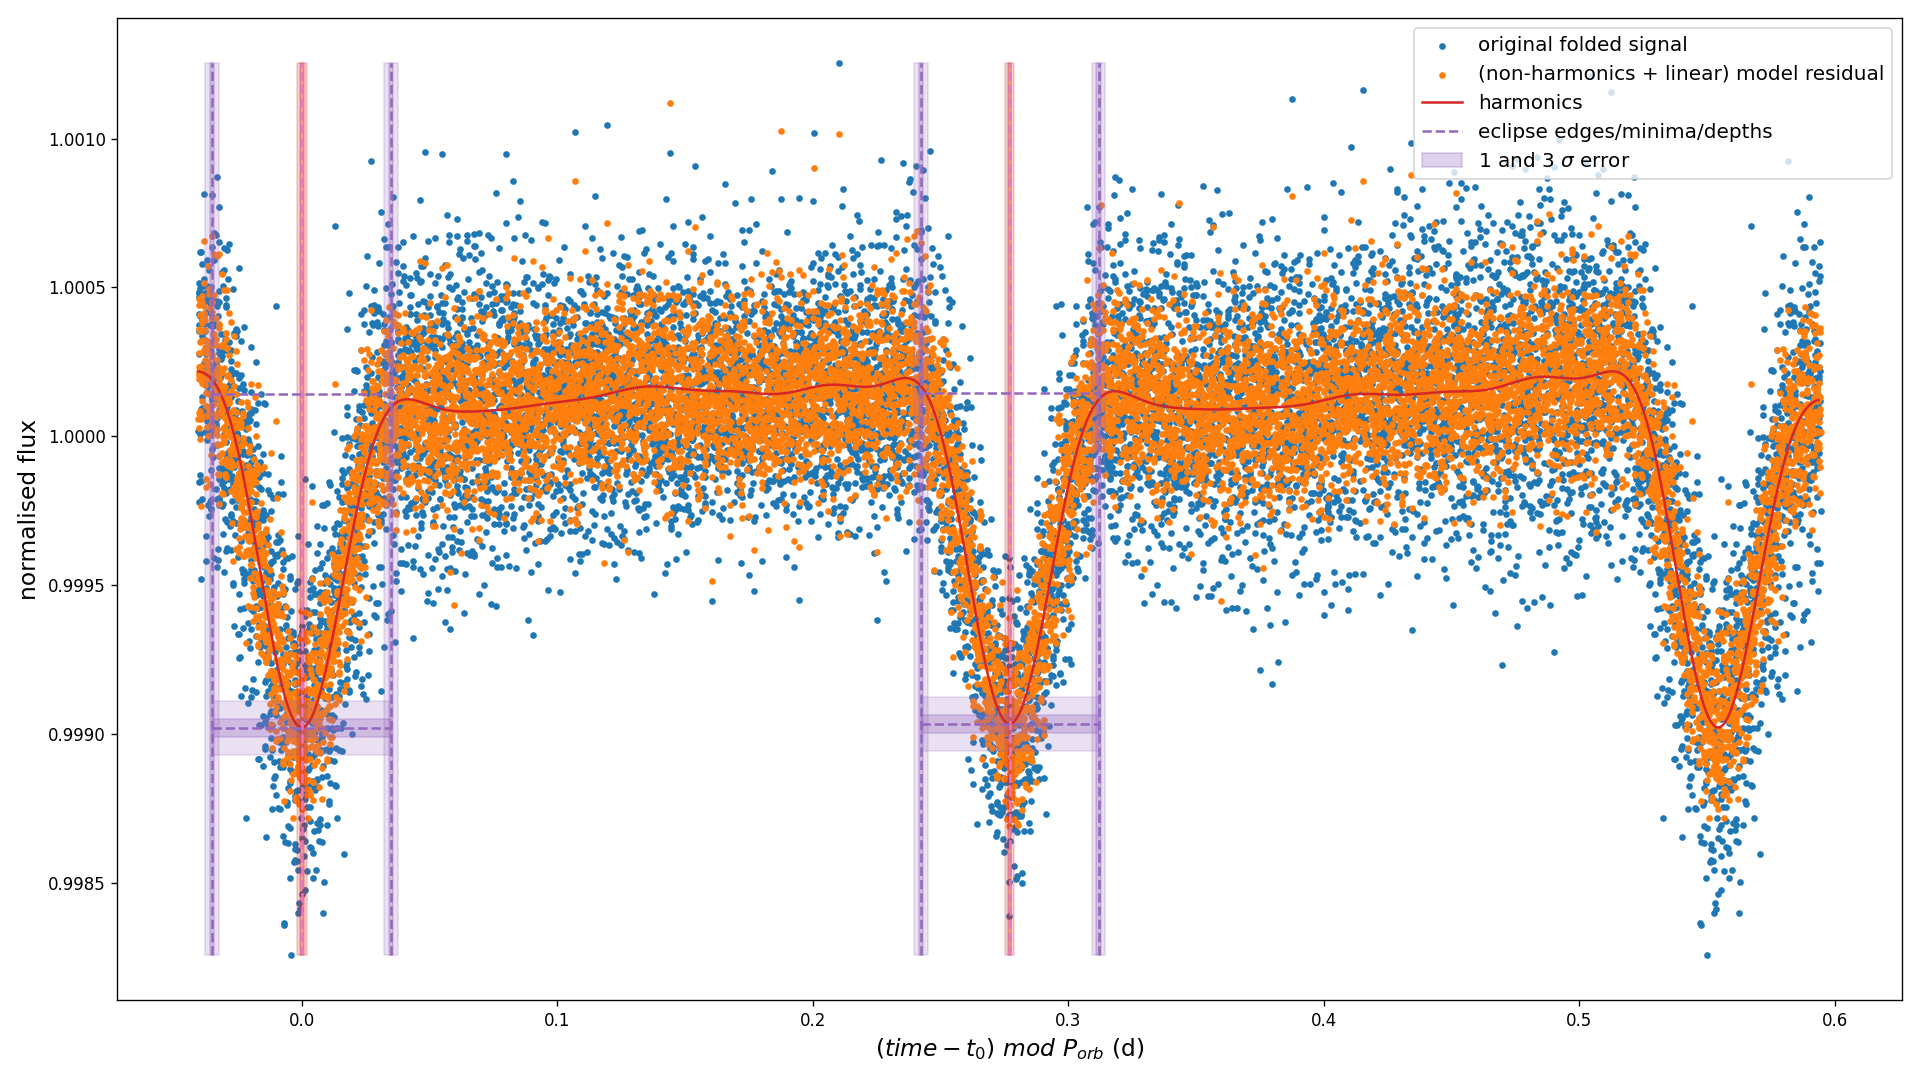 original folded signal
(non-harmonics + linear) model residual
harmonics
eclipse edges/minima/depths
1 and 3 σ error
1.0010
1.0005
1.0000
0.9995
0.9990
0.9985
normalised flux
0.0 0.1 0.2 0.3 0.4 0.5 0.6
(time − t₀) mod Pₒᵣb (d)